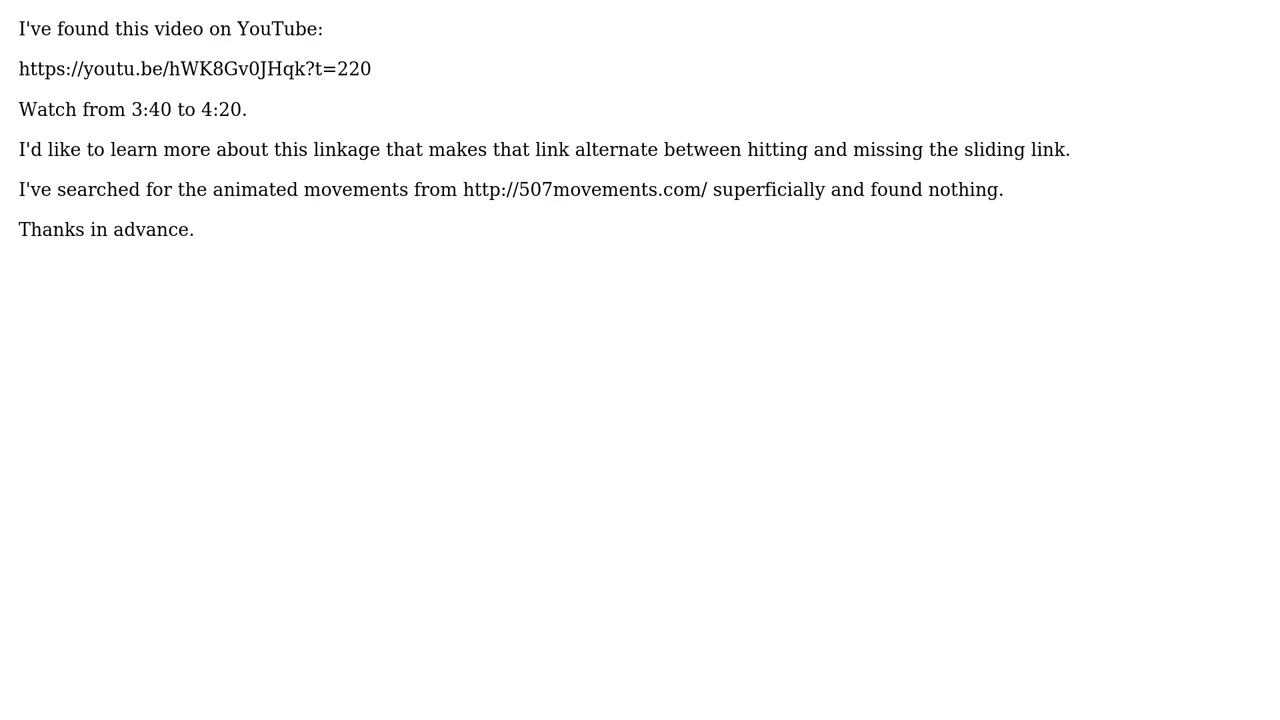 I've found this video on YouTube:
https://youtu.be/hWK8Gv0JHqk?t=220
Watch from 3:40 to 4:20.
I'd like to learn more about this linkage that makes that link alternate between hitting and missing the sliding link.
I've searched for the animated movements from http://507movements.com/ superficially and found nothing.
Thanks in advance.